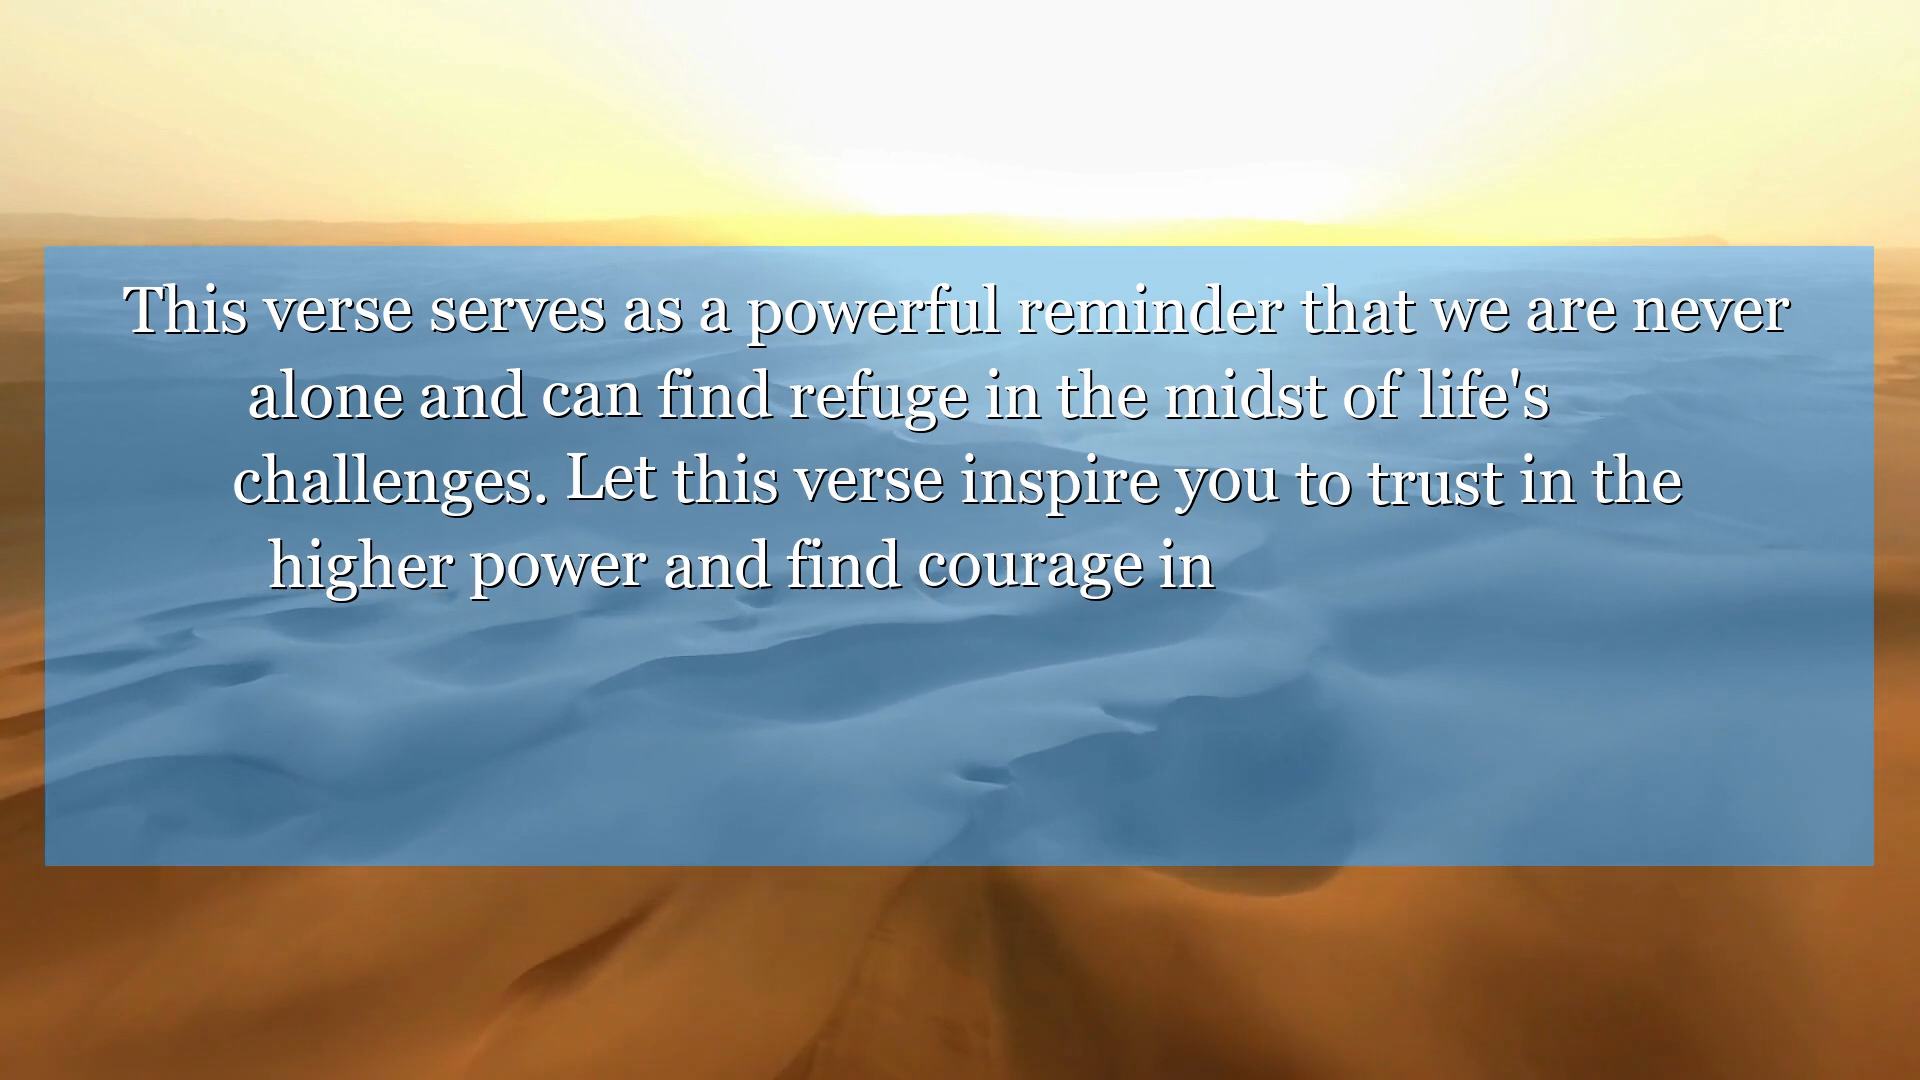 This verse serves as a powerful reminder that we are never
alone and can find refuge in the midst of life's
challenges. Let this verse inspire you to trust in the
higher power and find courage in